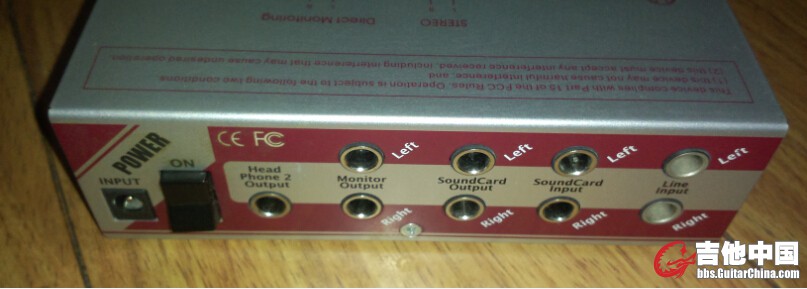 STEREO
Direct Monitoring
This device complies with Part 15 of the FCC Rules. Operation is subject to the following two conditions
(1) this device may not cause harmful interference, and,
(2) this device must accept any interference received, including interference that may cause undesired operation
POWER
CE FC
INPUT
ON
Head
Phone 2
Output
Left
Monitor
Output
Right
Left
SoundCard
Output
Right
Left
SoundCard
Input
Right
Left
Line
Input
Right
吉他中国
bbs.GuitarChina.com